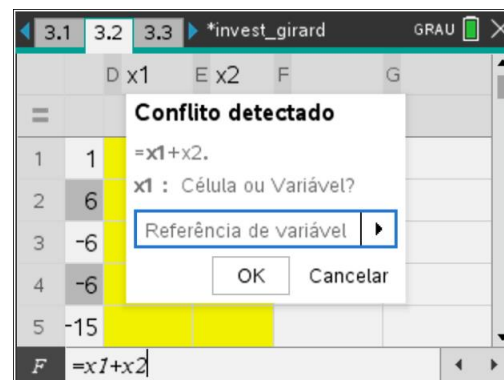 3.1 3.2 3.3 *invest_girard GRAU
D x1 E x2 F G
=
Conflito detectado
=x1+x2.
x1 : Célula ou Variável?
Referência de variável
OK Cancelar
1 1
2 6
3 -6
4 -6
5 -15
F =x1+x2